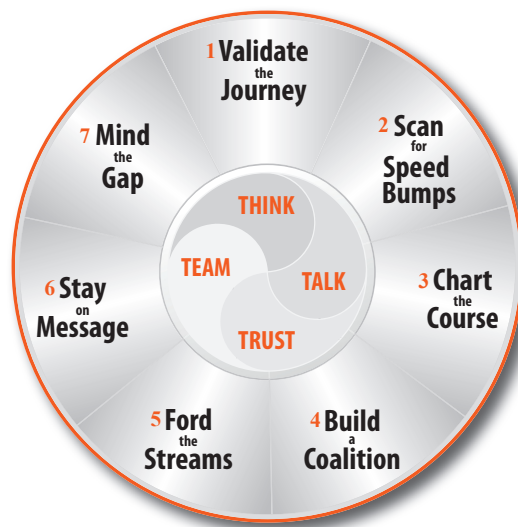 1 Validate
the
Journey
2 Scan
for
Speed
Bumps
3 Chart
the
Course
4 Build
a
Coalition
5 Ford
the
Streams
6 Stay
on
Message
7 Mind
the
Gap
THINK
TALK
TRUST
TEAM